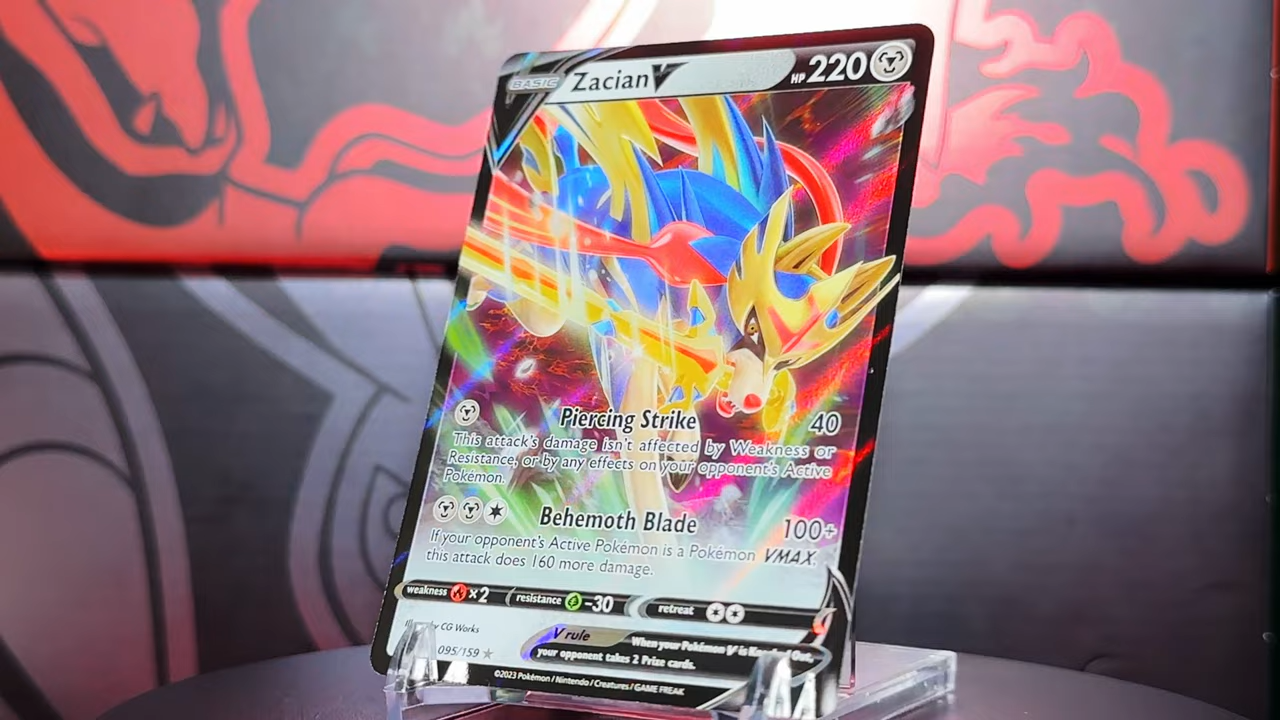 BASIC Zacian V HP 220
Piercing Strike 40
This attack's damage isn't affected by Weakness or
Resistance, or by any effects on your opponent's Active
Pokémon.
Behemoth Blade 100+
If your opponent's Active Pokémon is a Pokémon VMAX,
this attack does 160 more damage.
weakness ×2 resistance -30 retreat
CG Works
095/159
V rule
When your Pokémon V is Knocked Out,
your opponent takes 2 Prize cards.
©2023 Pokémon / Nintendo / Creatures / GAME FREAK